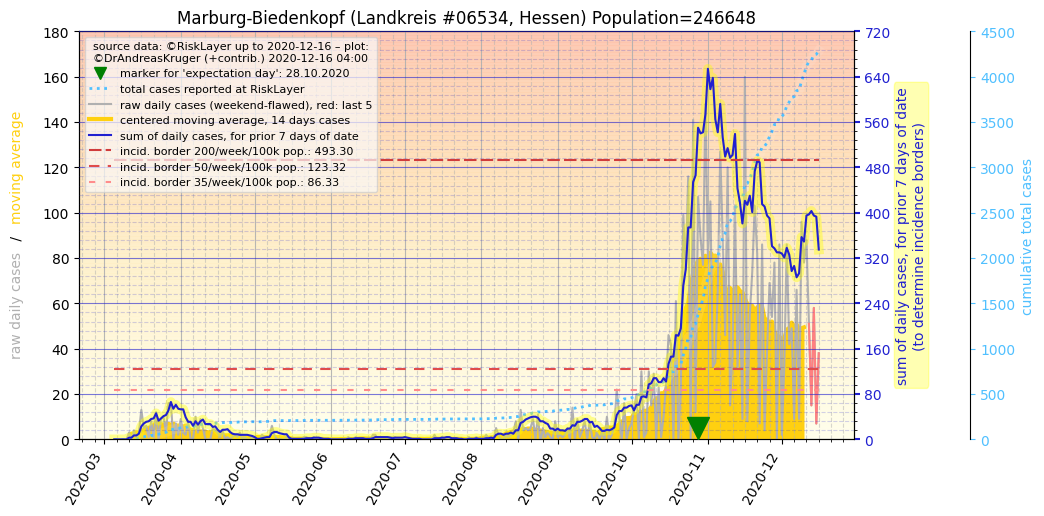 Marburg-Biedenkopf (Landkreis #06534, Hessen) Population=246648
source data: ©RiskLayer up to 2020-12-16 – plot:
©DrAndreasKruger (+contrib.) 2020-12-16 04:00
marker for 'expectation day': 28.10.2020
total cases reported at RiskLayer
raw daily cases (weekend-flawed), red: last 5
centered moving average, 14 days cases
sum of daily cases, for prior 7 days of date
incid. border 200/week/100k pop.: 493.30
incid. border 50/week/100k pop.: 123.32
incid. border 35/week/100k pop.: 86.33
raw daily cases / moving average
180
160
140
120
100
80
60
40
20
0
720
640
560
480
400
320
240
160
80
0
sum of daily cases, for prior 7 days of date
(to determine incidence borders)
4500
4000
3500
3000
2500
2000
1500
1000
500
0
cumulative total cases
2020-03
2020-04
2020-05
2020-06
2020-07
2020-08
2020-09
2020-10
2020-11
2020-12